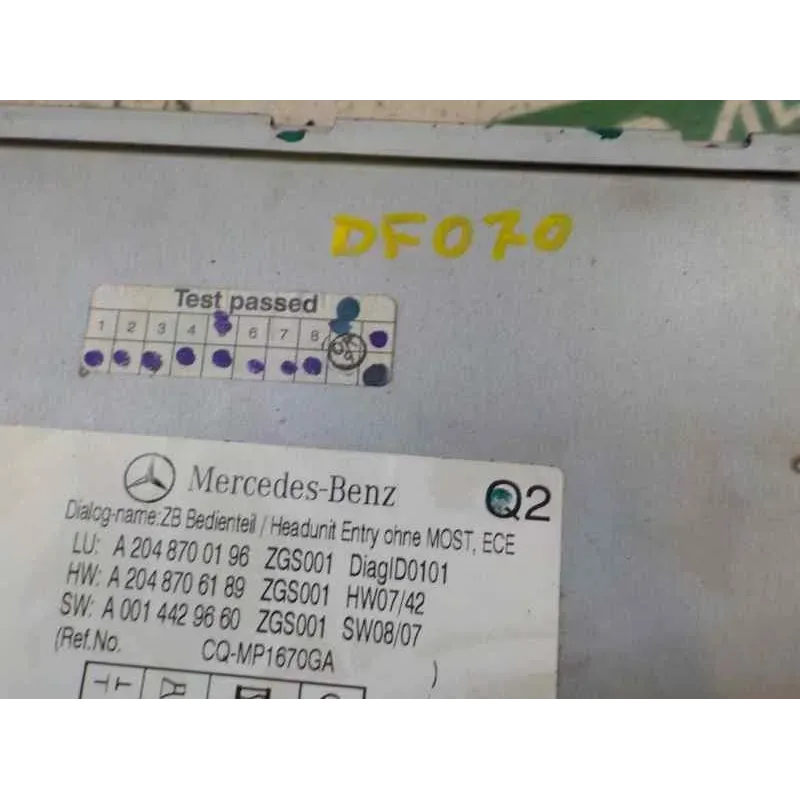 DF070
Test passed
1 2 3 4 6 7 8
Mercedes-Benz Q2
Dialog-name: ZB Bedienteil / Headunit Entry ohne MOST, ECE
LU: A 204 870 01 96 ZGS001 DiagID0101
HW: A 204 870 61 89 ZGS001 HW07/42
SW: A 001 442 96 60 ZGS001 SW08/07
(Ref.No. CQ-MP1670GA )